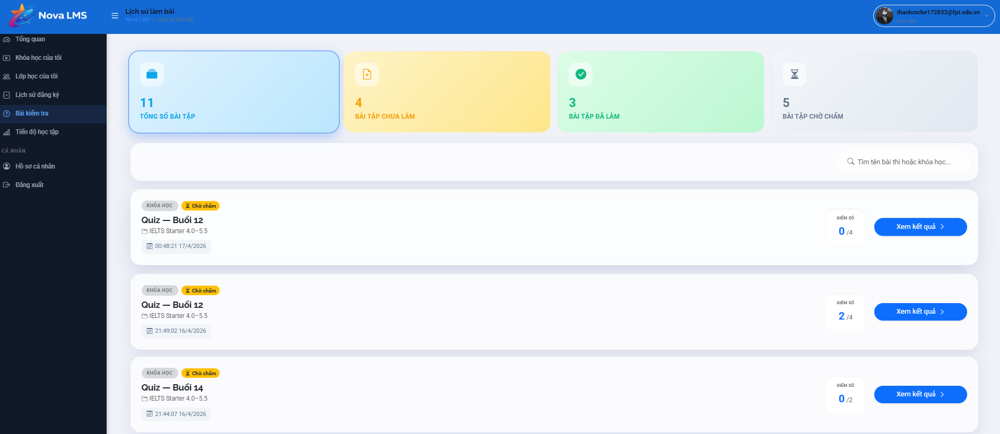 Nova LMS
Lịch sử làm bài
Nova LMS > Lịch sử làm bài
thanhmche172833@fpt.edu.vn
Học viên
Tổng quan
Khóa học của tôi
Lớp học của tôi
Lịch sử đăng ký
Bài kiểm tra
Tiến độ học tập
CÁ NHÂN
Hồ sơ cá nhân
Đăng xuất
11
TỔNG SỐ BÀI TẬP
4
BÀI TẬP CHƯA LÀM
3
BÀI TẬP ĐÃ LÀM
5
BÀI TẬP CHỜ CHẤM
Tìm tên bài thi hoặc khóa học...
KHÓA HỌC Chờ chấm
Quiz — Buổi 12
IELTS Starter 4.0–5.5
00:48:21 17/4/2026
ĐIỂM SỐ
0 /4
Xem kết quả
KHÓA HỌC Chờ chấm
Quiz — Buổi 12
IELTS Starter 4.0–5.5
21:49:02 16/4/2026
ĐIỂM SỐ
2 /4
Xem kết quả
KHÓA HỌC Chờ chấm
Quiz — Buổi 14
IELTS Starter 4.0–5.5
21:44:07 16/4/2026
ĐIỂM SỐ
0 /2
Xem kết quả